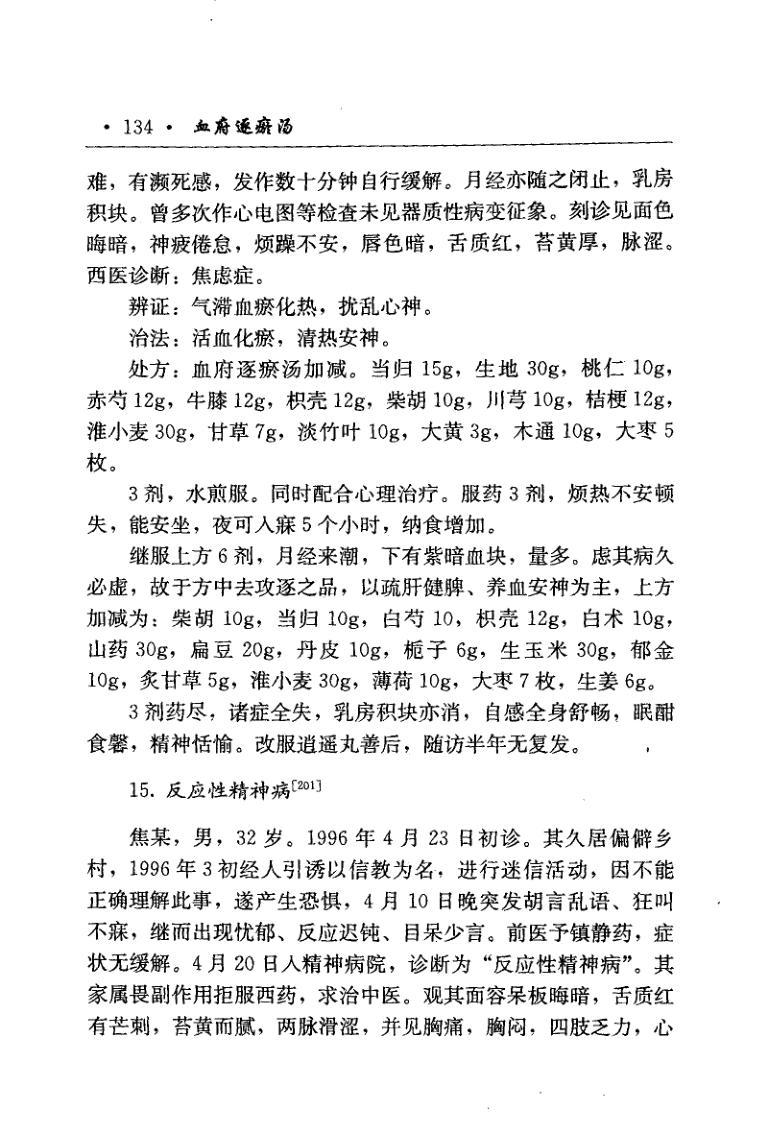 · 134 · 血府逐瘀汤
难，有濒死感，发作数十分钟自行缓解。月经亦随之闭止，乳房
积块。曾多次作心电图等检查未见器质性病变征象。刻诊见面色
晦暗，神疲倦怠，烦躁不安，唇色暗，舌质红，苔黄厚，脉涩。
西医诊断：焦虑症。
辨证：气滞血瘀化热，扰乱心神。
治法：活血化瘀，清热安神。
处方：血府逐瘀汤加减。当归 15g，生地 30g，桃仁 10g，
赤芍 12g，牛膝 12g，枳壳 12g，柴胡 10g，川芎 10g，桔梗 12g，
淮小麦 30g，甘草 7g，淡竹叶 10g，大黄 3g，木通 10g，大枣 5
枚。
3 剂，水煎服。同时配合心理治疗。服药 3 剂，烦热不安顿
失，能安坐，夜可入寐 5 个小时，纳食增加。
继服上方 6 剂，月经来潮，下有紫暗血块，量多。虑其病久
必虚，故于方中去攻逐之品，以疏肝健脾、养血安神为主，上方
加减为：柴胡 10g，当归 10g，白芍 10，枳壳 12g，白术 10g，
山药 30g，扁豆 20g，丹皮 10g，栀子 6g，生玉米 30g，郁金
10g，炙甘草 5g，淮小麦 30g，薄荷 10g，大枣 7 枚，生姜 6g。
3 剂药尽，诸症全失，乳房积块亦消，自感全身舒畅，眠酣
食馨，精神恬愉。改服逍遥丸善后，随访半年无复发。
15. 反应性精神病[201]
焦某，男，32 岁。1996 年 4 月 23 日初诊。其久居偏僻乡
村，1996 年 3 初经人引诱以信教为名，进行迷信活动，因不能
正确理解此事，遂产生恐惧，4 月 10 日晚突发胡言乱语、狂叫
不寐，继而出现忧郁、反应迟钝、目呆少言。前医予镇静药，症
状无缓解。4 月 20 日入精神病院，诊断为“反应性精神病”。其
家属畏副作用拒服西药，求治中医。观其面容呆板晦暗，舌质红
有芒刺，苔黄而腻，两脉滑涩，并见胸痛，胸闷，四肢乏力，心